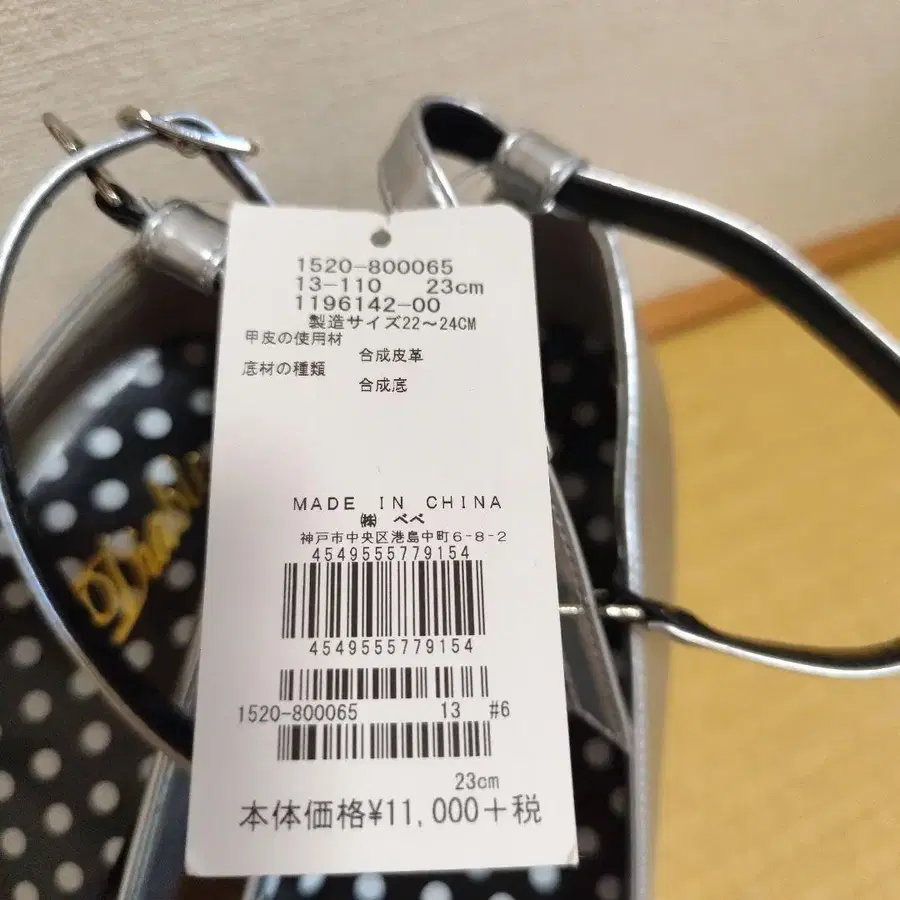 1520-800065
13-110 23cm
1196142-00
製造サイズ22～24CM
甲皮の使用材
合成皮革
底材の種類
合成底
MADE IN CHINA
㈱ べべ
神戸市中央区港島中町6-8-2
4549555779154
4549555779154
1520-800065 13 #6
23cm
本体価格¥11,000+税